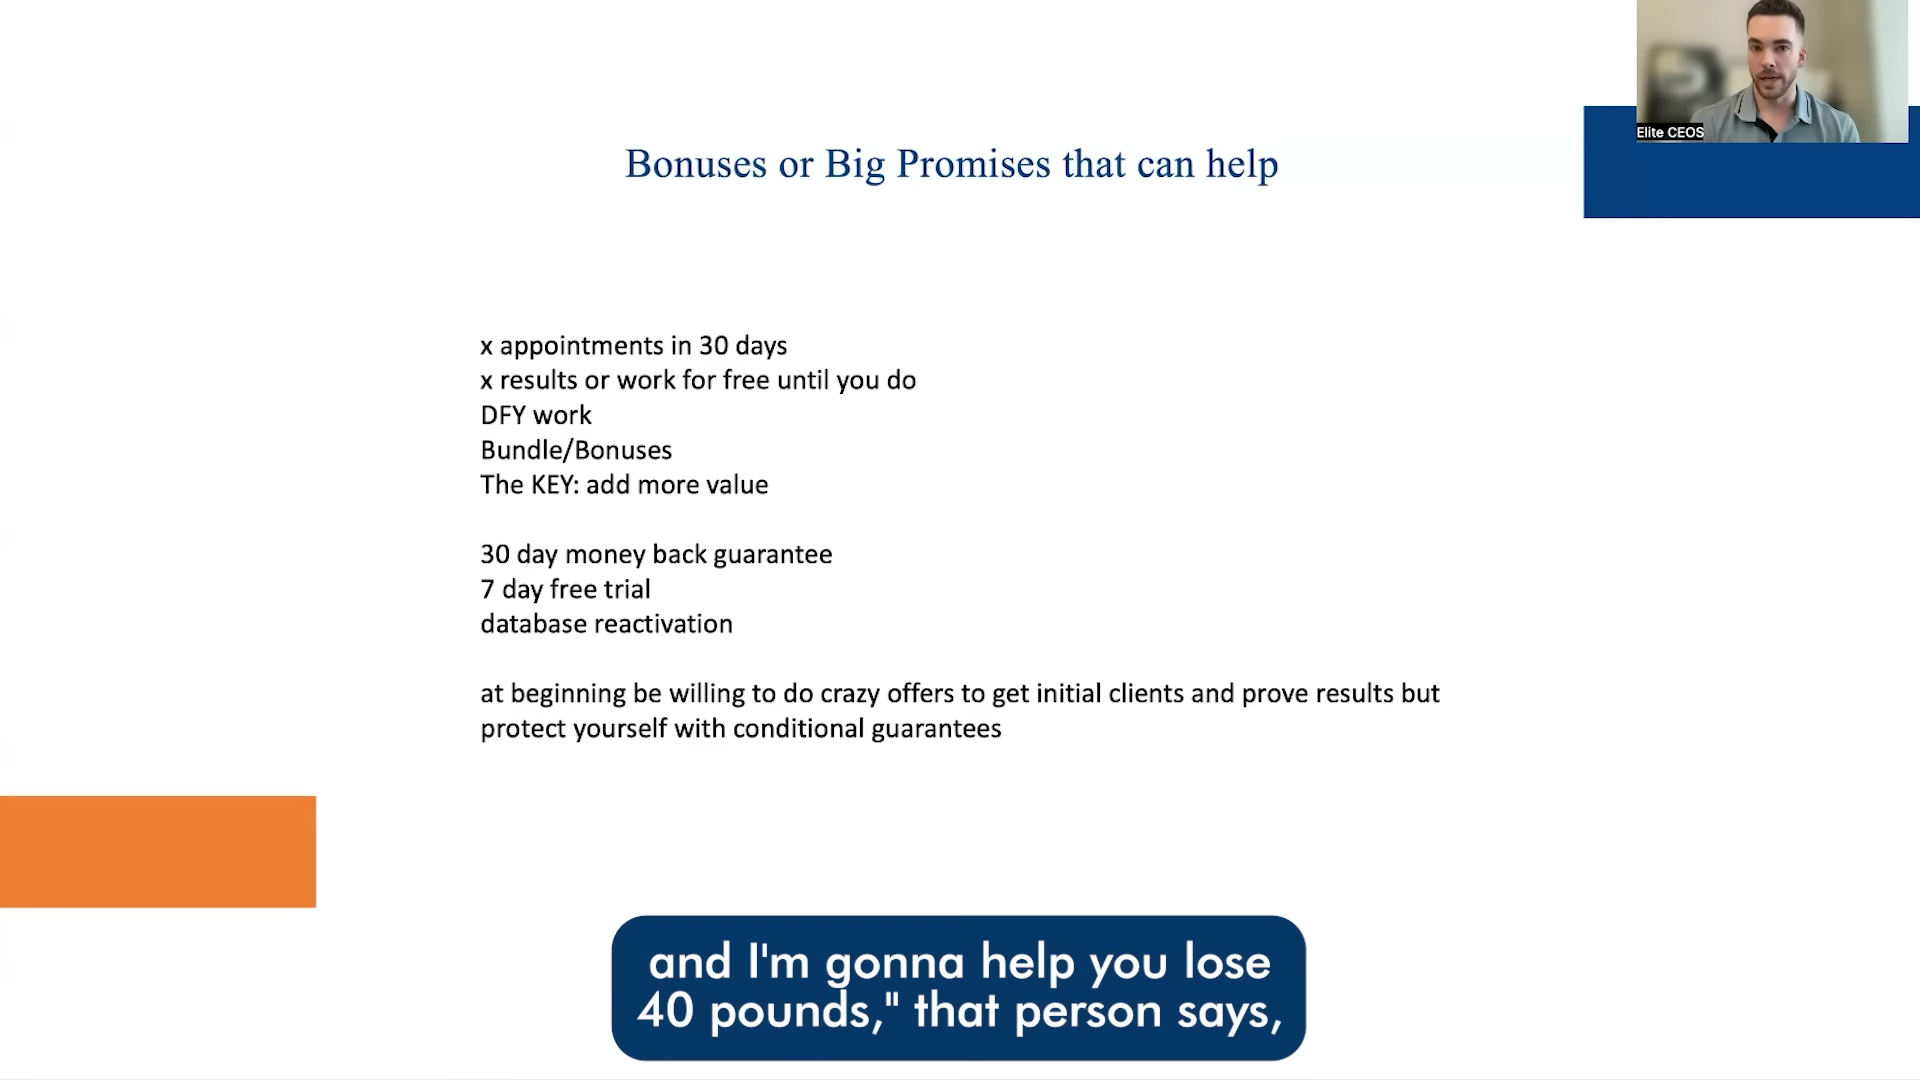 Elite CEOS
Bonuses or Big Promises that can help
x appointments in 30 days
x results or work for free until you do
DFY work
Bundle/Bonuses
The KEY: add more value
30 day money back guarantee
7 day free trial
database reactivation
at beginning be willing to do crazy offers to get initial clients and prove results but
protect yourself with conditional guarantees
and I'm gonna help you lose
40 pounds," that person says,